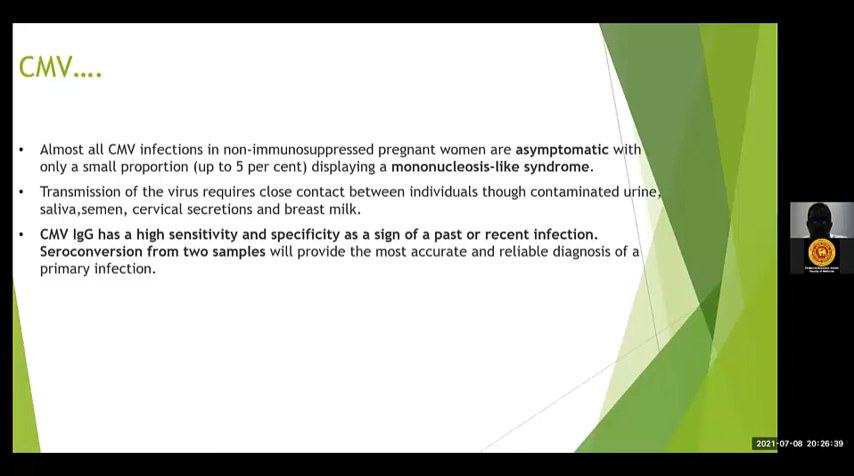 CMV....
• Almost all CMV infections in non-immunosuppressed pregnant women are asymptomatic with
only a small proportion (up to 5 per cent) displaying a mononucleosis-like syndrome.
• Transmission of the virus requires close contact between individuals though contaminated urine,
saliva,semen, cervical secretions and breast milk.
• CMV IgG has a high sensitivity and specificity as a sign of a past or recent infection.
Seroconversion from two samples will provide the most accurate and reliable diagnosis of a
primary infection.
2021-07-08 20:26:39